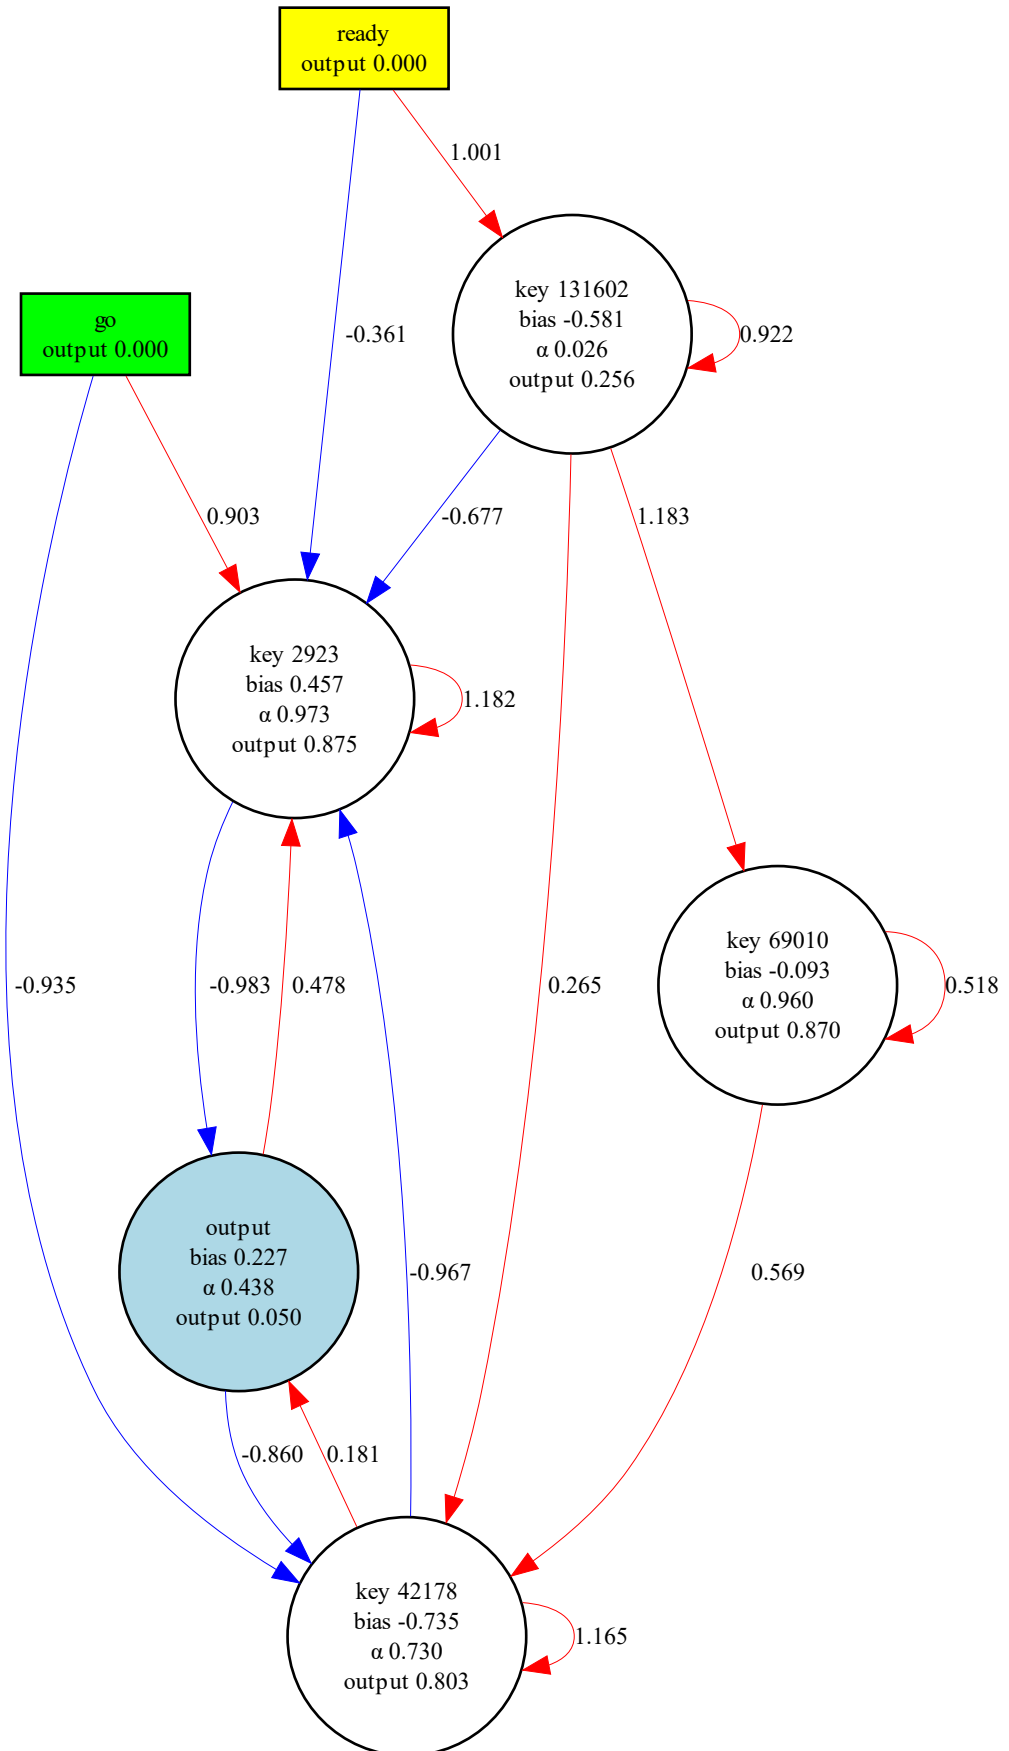 ready
output 0.000
1.001
key 131602
bias -0.581
α 0.026
output 0.256
0.922
go
output 0.000
-0.361
0.903
-0.677
1.183
key 2923
bias 0.457
α 0.973
output 0.875
1.182
key 69010
bias -0.093
α 0.960
output 0.870
0.518
-0.935
-0.983
0.478
0.265
output
bias 0.227
α 0.438
output 0.050
-0.967
0.569
-0.860
0.181
key 42178
bias -0.735
α 0.730
output 0.803
1.165